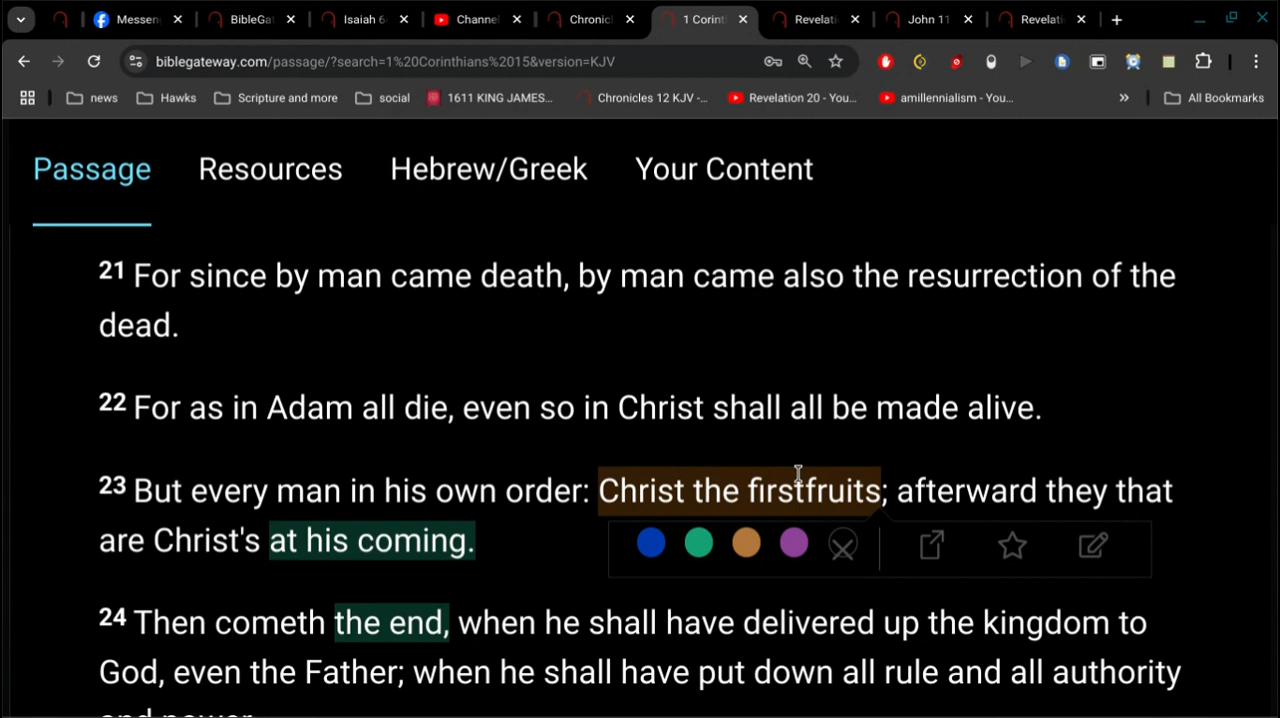 Messen
BibleGat
Isaiah 6
Channel
Chronic
1 Corint
Revelati
John 11
Revelati
biblegateway.com/passage/?search=1%20Corinthians%2015&version=KJV
news
Hawks
Scripture and more
social
1611 KING JAMES...
Chronicles 12 KJV -...
Revelation 20 - You...
amillennialism - You...
»
All Bookmarks
Passage
Resources
Hebrew/Greek
Your Content
21 For since by man came death, by man came also the resurrection of the
dead.
22 For as in Adam all die, even so in Christ shall all be made alive.
23 But every man in his own order: Christ the firstfruits; afterward they that
are Christ's at his coming.
24 Then cometh the end, when he shall have delivered up the kingdom to
God, even the Father; when he shall have put down all rule and all authority
and power.